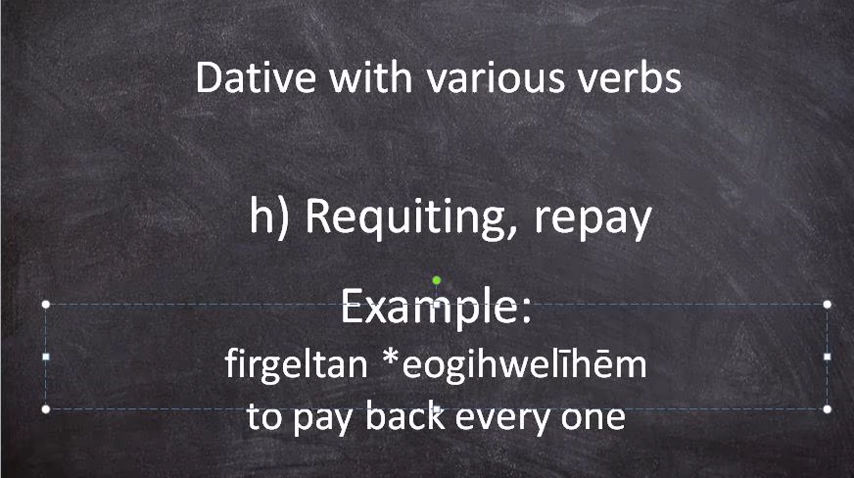 Dative with various verbs
h) Requiting, repay
Example:
firgeltan *eogihwelīhēm
to pay back every one